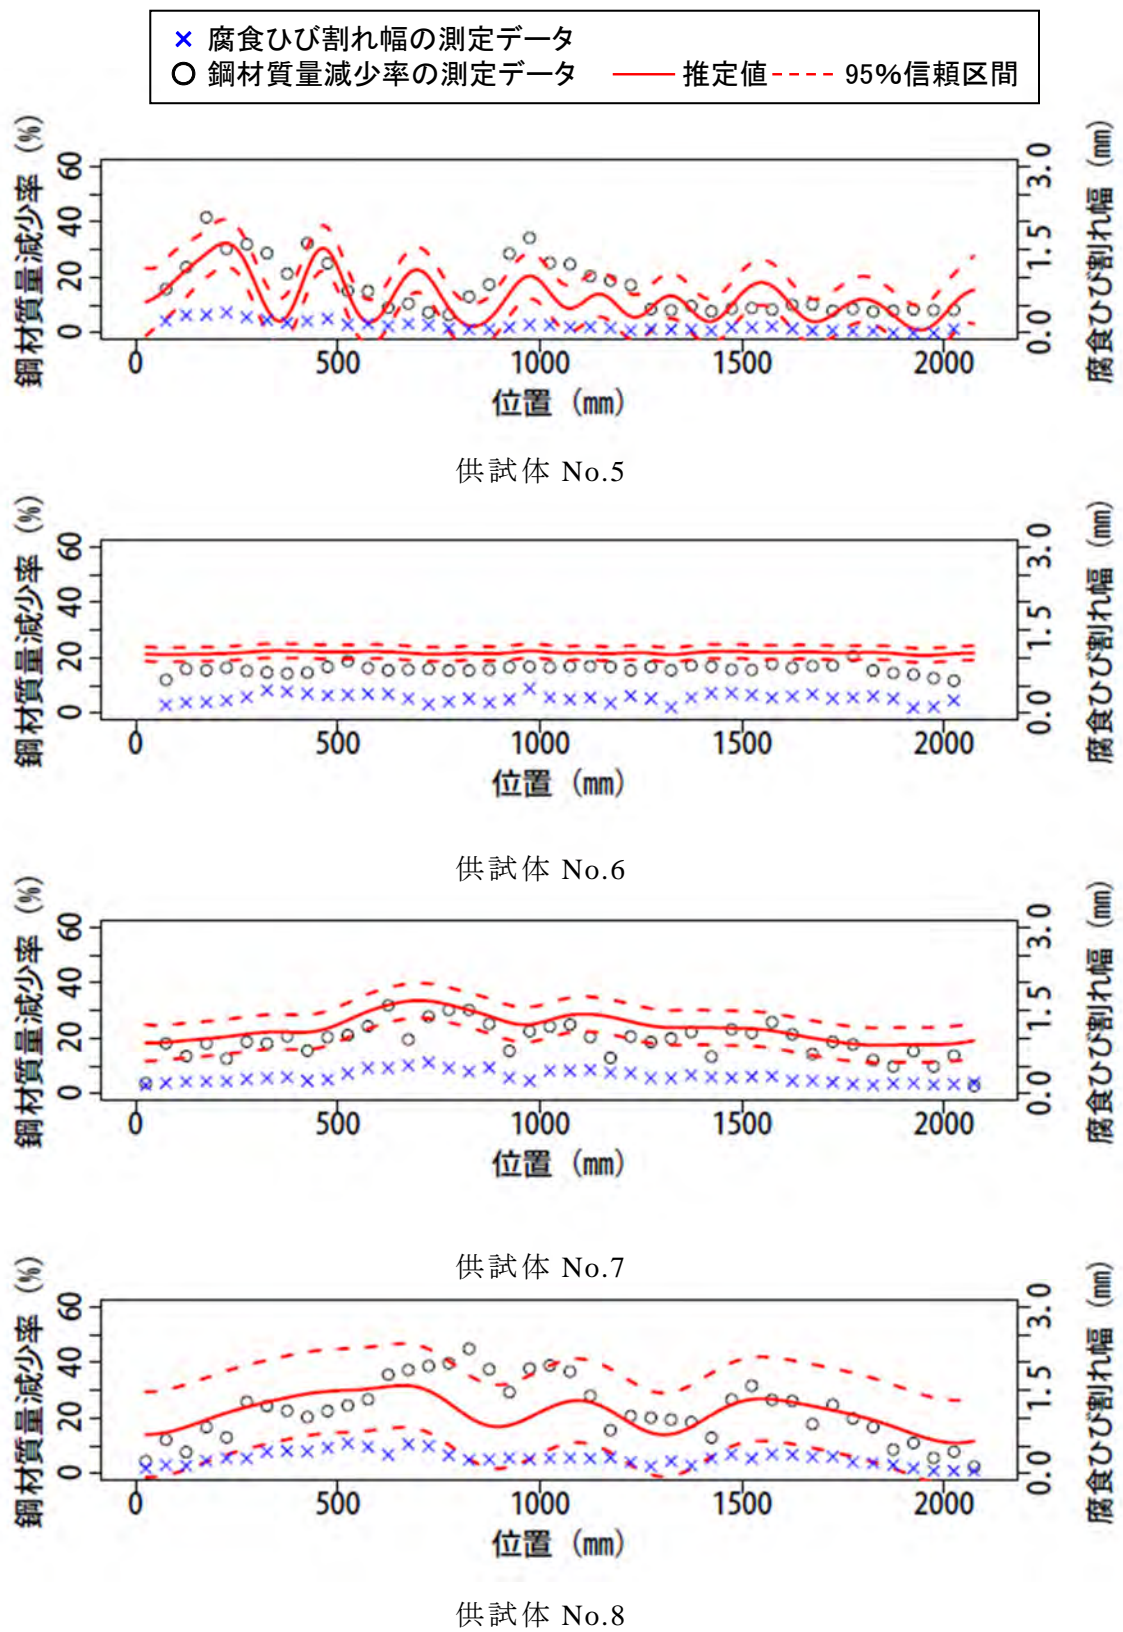 × 腐食ひび割れ幅の測定データ
○ 鋼材質量減少率の測定データ 推定値 95%信頼区間
鋼材質量減少率 (%)
60
40
20
0
3.0
1.5
0.0
腐食ひび割れ幅 (mm)
0 500 1000 1500 2000
位置 (mm)
供試体 No.5
鋼材質量減少率 (%)
60
40
20
0
3.0
1.5
0.0
腐食ひび割れ幅 (mm)
0 500 1000 1500 2000
位置 (mm)
供試体 No.6
鋼材質量減少率 (%)
60
40
20
0
3.0
1.5
0.0
腐食ひび割れ幅 (mm)
0 500 1000 1500 2000
位置 (mm)
供試体 No.7
鋼材質量減少率 (%)
60
40
20
0
3.0
1.5
0.0
腐食ひび割れ幅 (mm)
0 500 1000 1500 2000
位置 (mm)
供試体 No.8